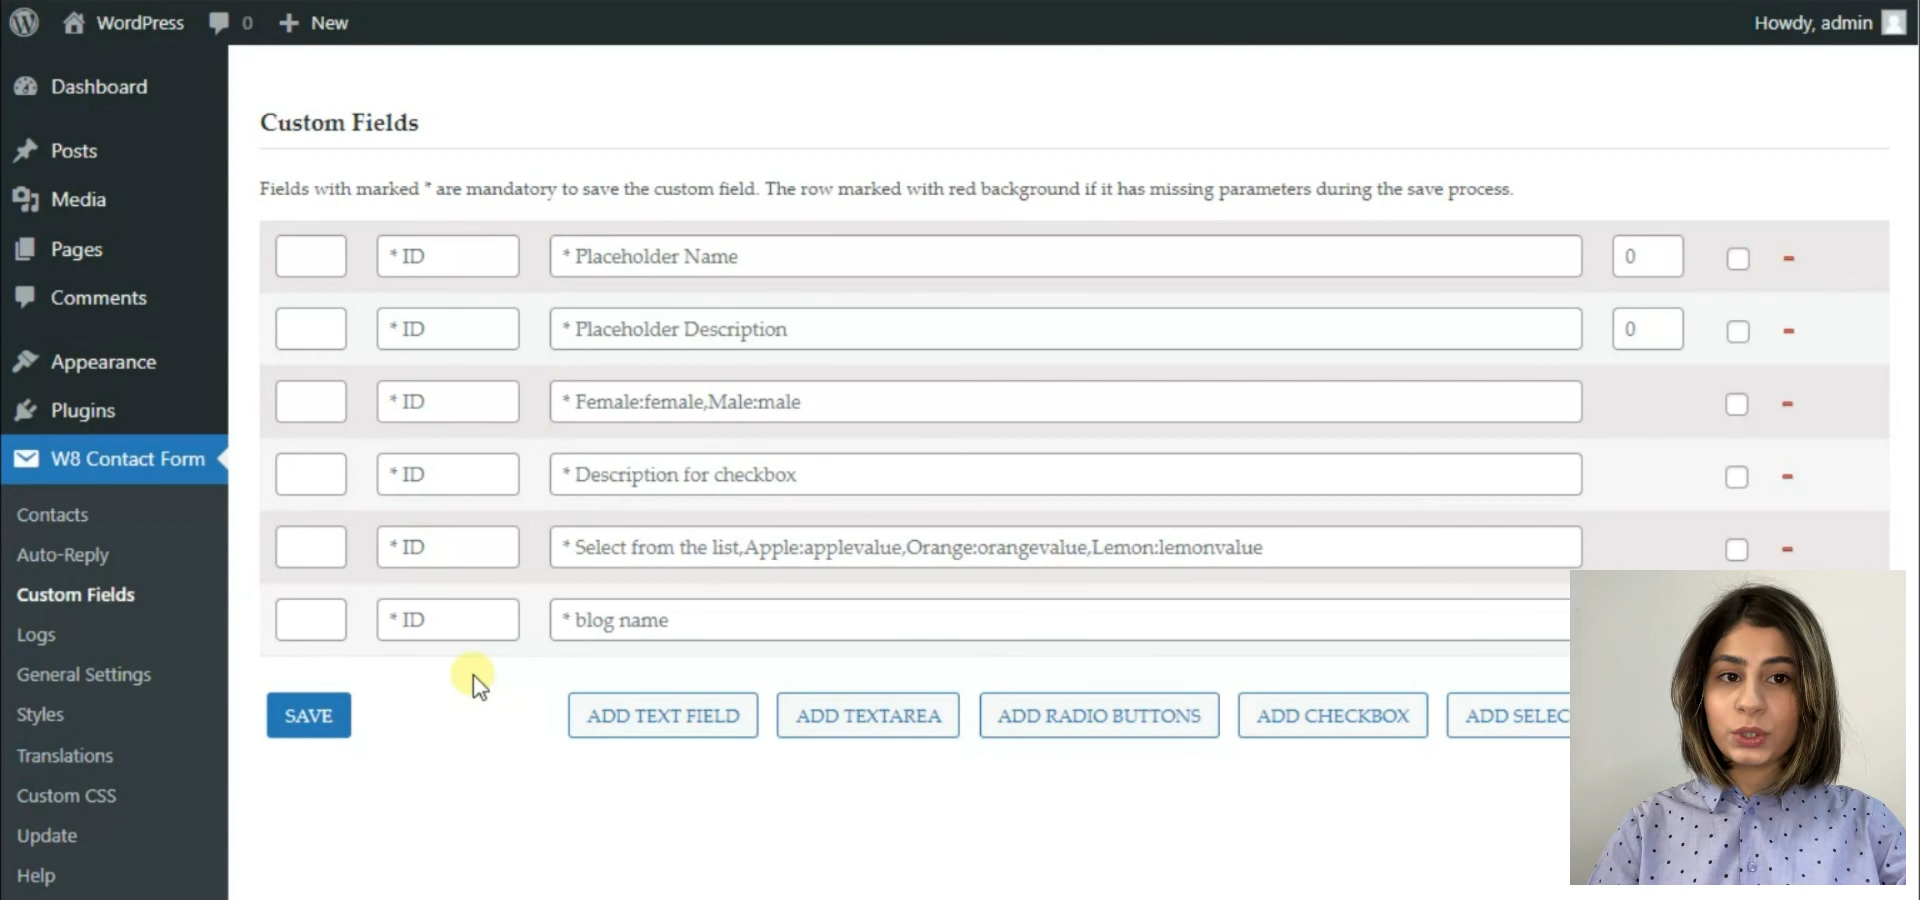 WordPress 0 New Howdy, admin
Dashboard
Posts
Media
Pages
Comments
Appearance
Plugins
W8 Contact Form
Contacts
Auto-Reply
Custom Fields
Logs
General Settings
Styles
Translations
Custom CSS
Update
Help
Custom Fields
Fields with marked * are mandatory to save the custom field. The row marked with red background if it has missing parameters during the save process.
* ID * Placeholder Name 0
* ID * Placeholder Description 0
* ID * Female:female,Male:male
* ID * Description for checkbox
* ID * Select from the list,Apple:applevalue,Orange:orangevalue,Lemon:lemonvalue
* ID * blog name
SAVE ADD TEXT FIELD ADD TEXTAREA ADD RADIO BUTTONS ADD CHECKBOX ADD SELEC